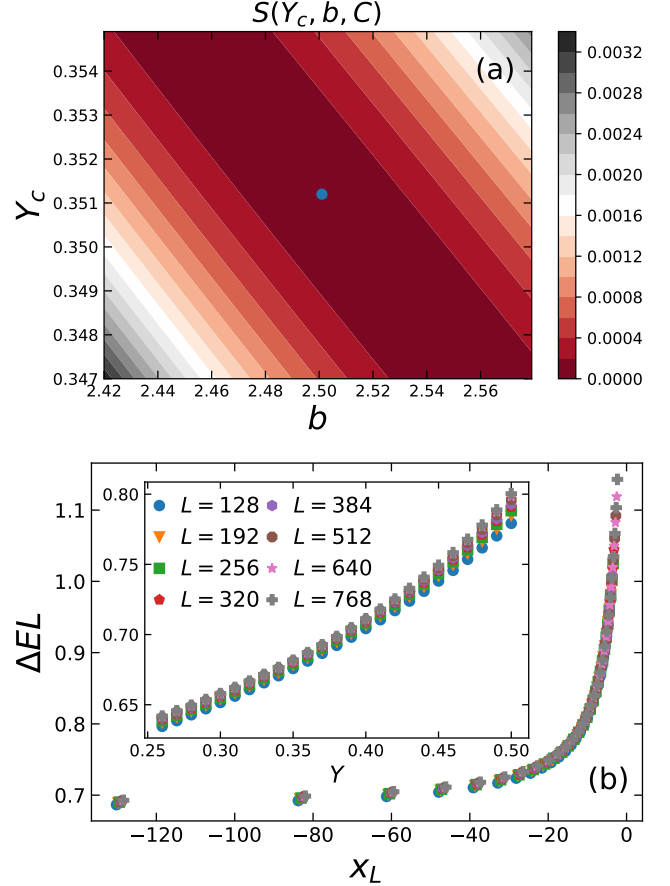 S(Y_c, b, C)
(a)
0.354
0.353
0.352
0.351
0.350
0.349
0.348
0.347
Y_c
2.42 2.44 2.46 2.48 2.50 2.52 2.54 2.56
b
0.0032
0.0028
0.0024
0.0020
0.0016
0.0012
0.0008
0.0004
0.0000
1.1
1.0
0.9
0.8
0.7
ΔEL
0.80
0.75
0.70
0.65
L = 128 L = 384
L = 192 L = 512
L = 256 L = 640
L = 320 L = 768
0.25 0.30 0.35 0.40 0.45 0.50
Y
(b)
−120 −100 −80 −60 −40 −20 0
x_L